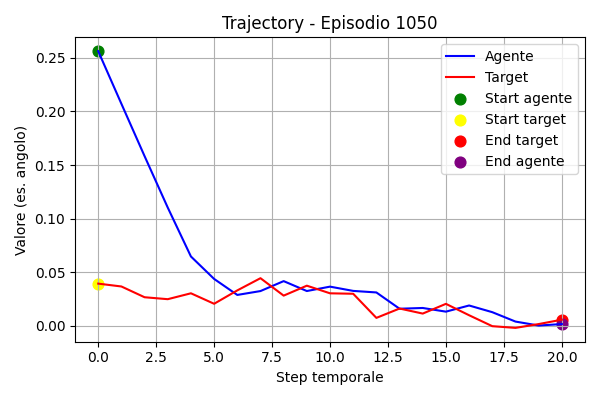 Trajectory - Episodio 1050
Valore (es. angolo)
0.25
0.20
0.15
0.10
0.05
0.00
Agente
Target
Start agente
Start target
End target
End agente
0.0 2.5 5.0 7.5 10.0 12.5 15.0 17.5 20.0
Step temporale